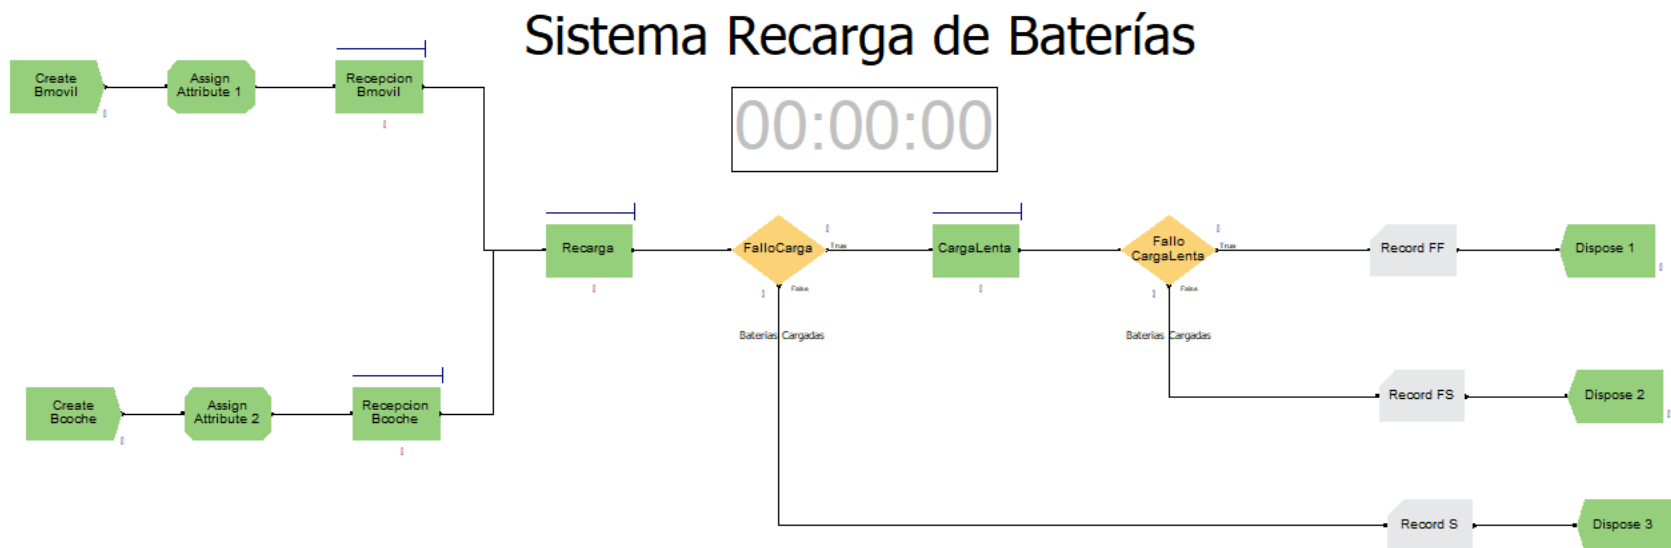 Sistema Recarga de Baterías
Create
Bmovil
Assign
Attribute 1
Recepcion
Bmovil
00:00:00
Recarga
FalloCarga
True
False
CargaLenta
Fallo
CargaLenta
True
False
Record FF
Dispose 1
Baterías Cargadas
Baterías Cargadas
Create
Bcoche
Assign
Attribute 2
Recepcion
Bcoche
Record FS
Dispose 2
Record S
Dispose 3